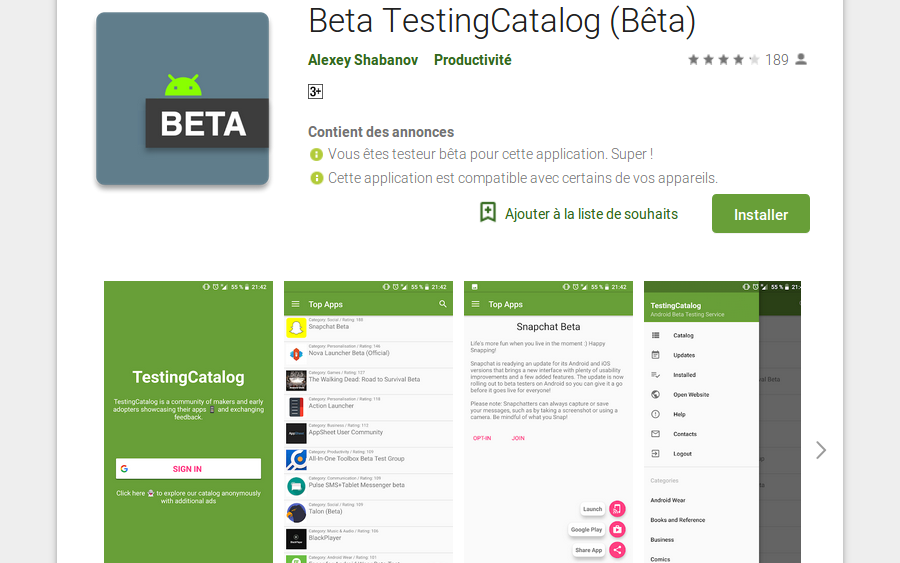 Beta TestingCatalog (Bêta)
Alexey Shabanov Productivité
189
3+
Contient des annonces
Vous êtes testeur bêta pour cette application. Super !
Cette application est compatible avec certains de vos appareils.
Ajouter à la liste de souhaits
Installer
BETA
55 % 21:42
TestingCatalog
TestingCatalog is a community of makers and early
adopters showcasing their apps and exchanging
feedback.
SIGN IN
Click here to explore our catalog anonymously
with additional ads
55 % 21:42
Top Apps
Category: Social / Rating: 188
Snapchat Beta
Category: Personalisation / Rating: 146
Nova Launcher Beta (Official)
Category: Games / Rating: 127
The Walking Dead: Road to Survival Beta
Category: Personalisation / Rating:
Action Launcher
Category: Business / Rating:
AppSheet User Community
Category: Productivity / Rating:
All-In-One Toolbox Beta Test Group
Category: Communication / Rating: 109
Pulse SMS+Tablet Messenger beta
Category: Social / Rating: 109
Talon (Beta)
Category: Music & Audio / Rating:
BlackPlayer
Category: Android Wear / Rating:
55 % 21:42
Top Apps
Snapchat Beta
Life's more fun when you live in the moment :) Happy
Snapping!
Snapchat is readying an update for its Android and iOS
versions that brings a new interface with plenty of usability
improvements and a few added features. The update is now
rolling out to beta testers on Android so you can give it a go
before it goes live for everyone!
Please note: Snapchatters can always capture or save
your messages, such as by taking a screenshot or using a
camera. Be mindful of what you Snap!
OPT-IN JOIN
Launch
Google Play
Share App
55 % 21:42
TestingCatalog
Android Beta Testing Service
Catalog
Updates
Installed
Open Website
Help
Contacts
Logout
Categories
Android Wear
Books and Reference
Business
Comics